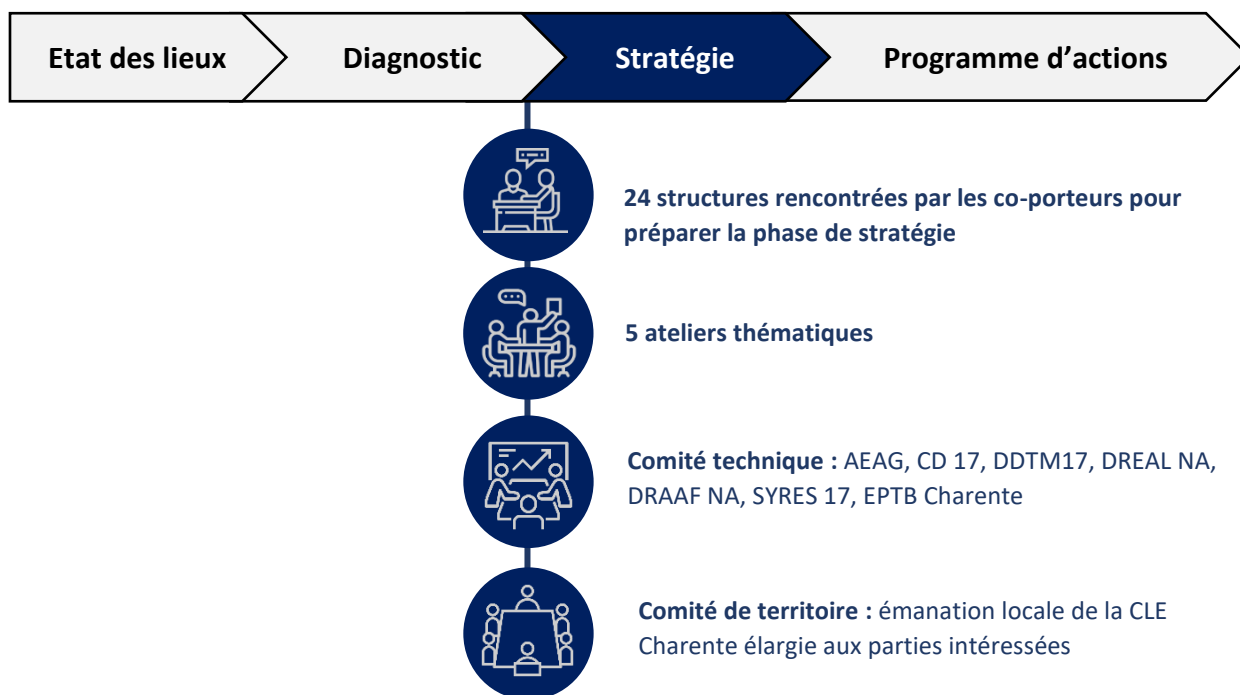 Etat des lieux
Diagnostic
Stratégie
Programme d'actions
24 structures rencontrées par les co-porteurs pour
préparer la phase de stratégie
5 ateliers thématiques
Comité technique : AEAG, CD 17, DDTM17, DREAL NA,
DRAAF NA, SYRES 17, EPTB Charente
Comité de territoire : émanation locale de la CLE
Charente élargie aux parties intéressées